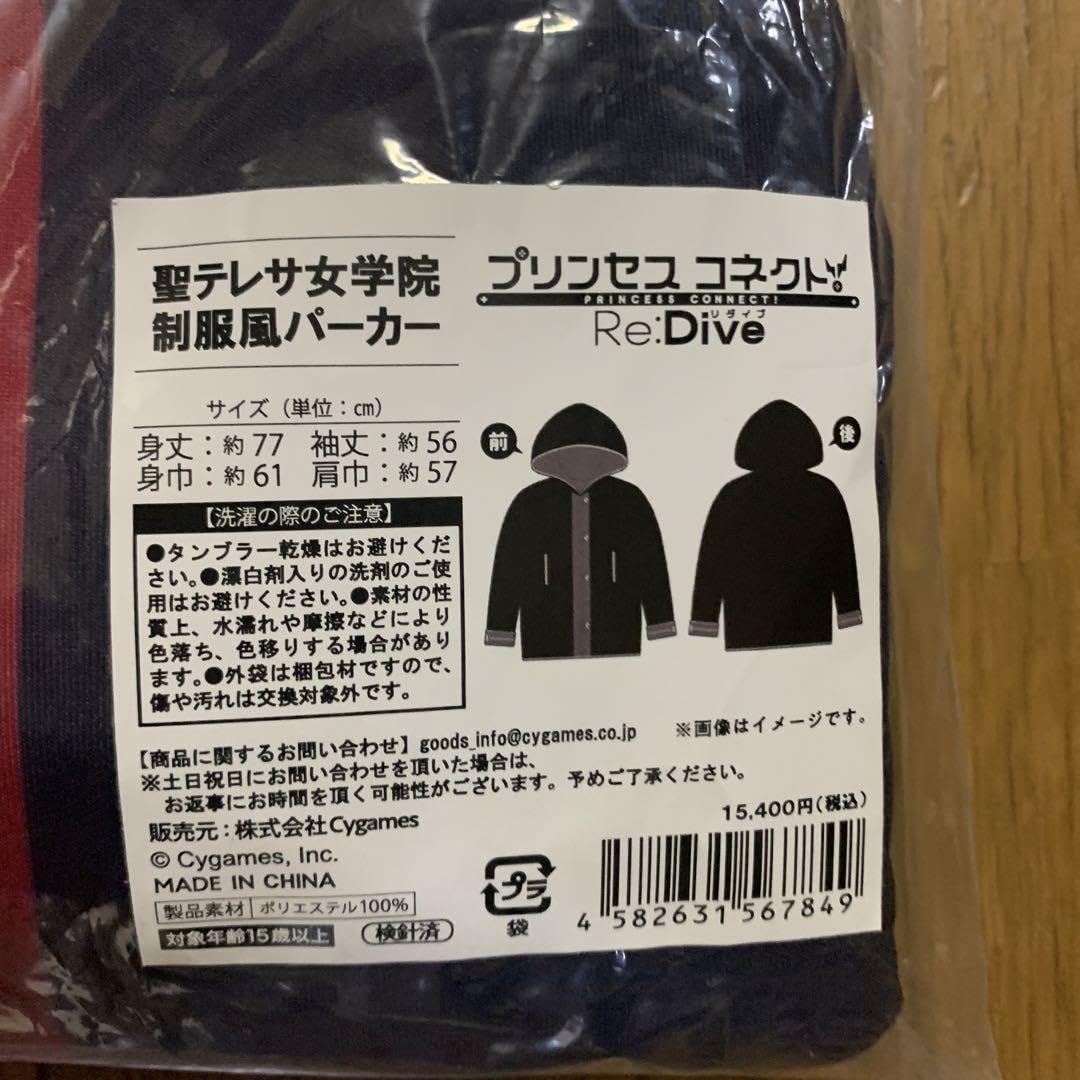 聖テレサ女学院
制服風パーカー
プリンセス コネクト!
PRINCESS CONNECT!
Re:Dive
リダイブ
サイズ（単位：㎝）
身丈：約77 袖丈：約56
身巾：約61 肩巾：約57
【洗濯の際のご注意】
●タンブラー乾燥はお避けくだ
さい。●漂白剤入りの洗剤のご使
用はお避けください。●素材の性
質上、水濡れや摩擦などにより
色落ち、色移りする場合があり
ます。●外袋は梱包材ですので、
傷や汚れは交換対象外です。
前
後
※画像はイメージです。
【商品に関するお問い合わせ】goods_info@cygames.co.jp
※土日祝日にお問い合わせを頂いた場合は、
お返事にお時間を頂く可能性がございます。予めご了承ください。
15,400円(税込)
販売元：株式会社Cygames
© Cygames, Inc.
MADE IN CHINA
製品素材 ポリエステル100%
対象年齢15歳以上
検針済
プラ
袋
4 582631 567849